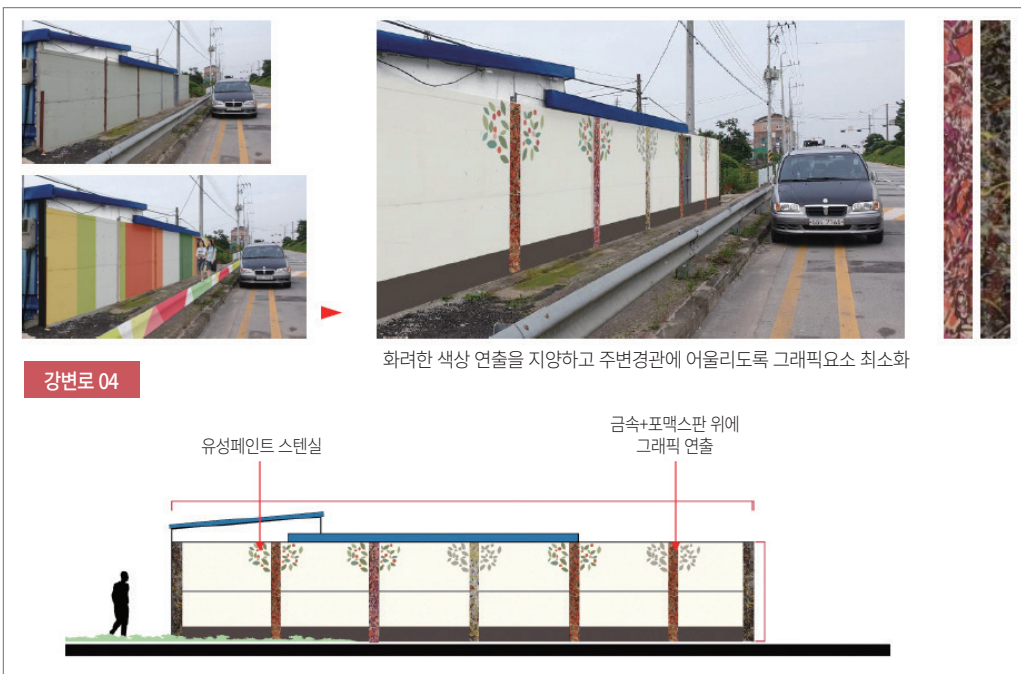 화려한 색상 연출을 지양하고 주변경관에 어울리도록 그래픽요소 최소화
강변로 04
유성페인트 스텐실
금속+포맥스판 위에
그래픽 연출